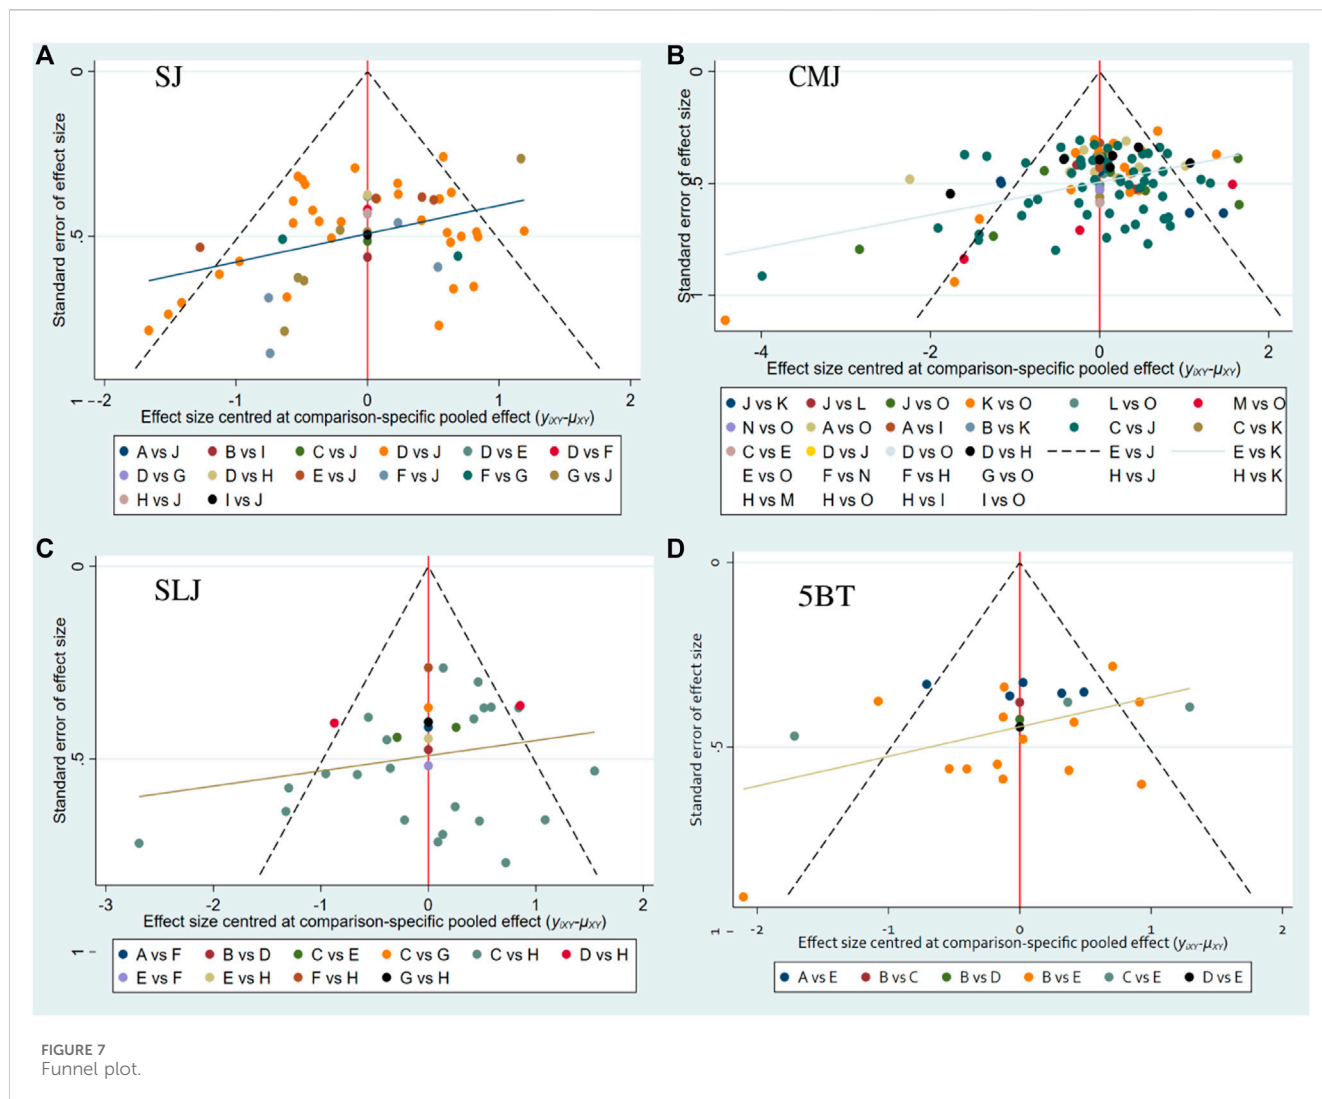 A
SJ
0
.5
1
Standard error of effect size
-2
-1
0
1
2
Effect size centred at comparison-specific pooled effect (yiXY-μXY)
A vs J B vs I C vs J D vs J D vs E D vs F
D vs G D vs H E vs J F vs J F vs G G vs J
H vs J I vs J
B
CMJ
0
.5
1
Standard error of effect size
-4
-2
0
2
Effect size centred at comparison-specific pooled effect (yiXY-μXY)
J vs K J vs L J vs O K vs O L vs O M vs O
N vs O A vs O A vs I B vs K C vs J C vs K
C vs E D vs J D vs O D vs H E vs J E vs K
E vs O F vs N F vs H G vs O H vs J H vs K
H vs M H vs O H vs I I vs O
C
SLJ
0
.5
1
Standard error of effect size
-3
-2
-1
0
1
2
Effect size centred at comparison-specific pooled effect (yiXY-μXY)
A vs F B vs D C vs E C vs G C vs H D vs H
E vs F E vs H F vs H G vs H
D
5BT
0
.5
1
Standard error of effect size
-2
-1
0
1
2
Effect size centred at comparison-specific pooled effect (yiXY-μXY)
A vs E B vs C B vs D B vs E C vs E D vs E
FIGURE 7
Funnel plot.